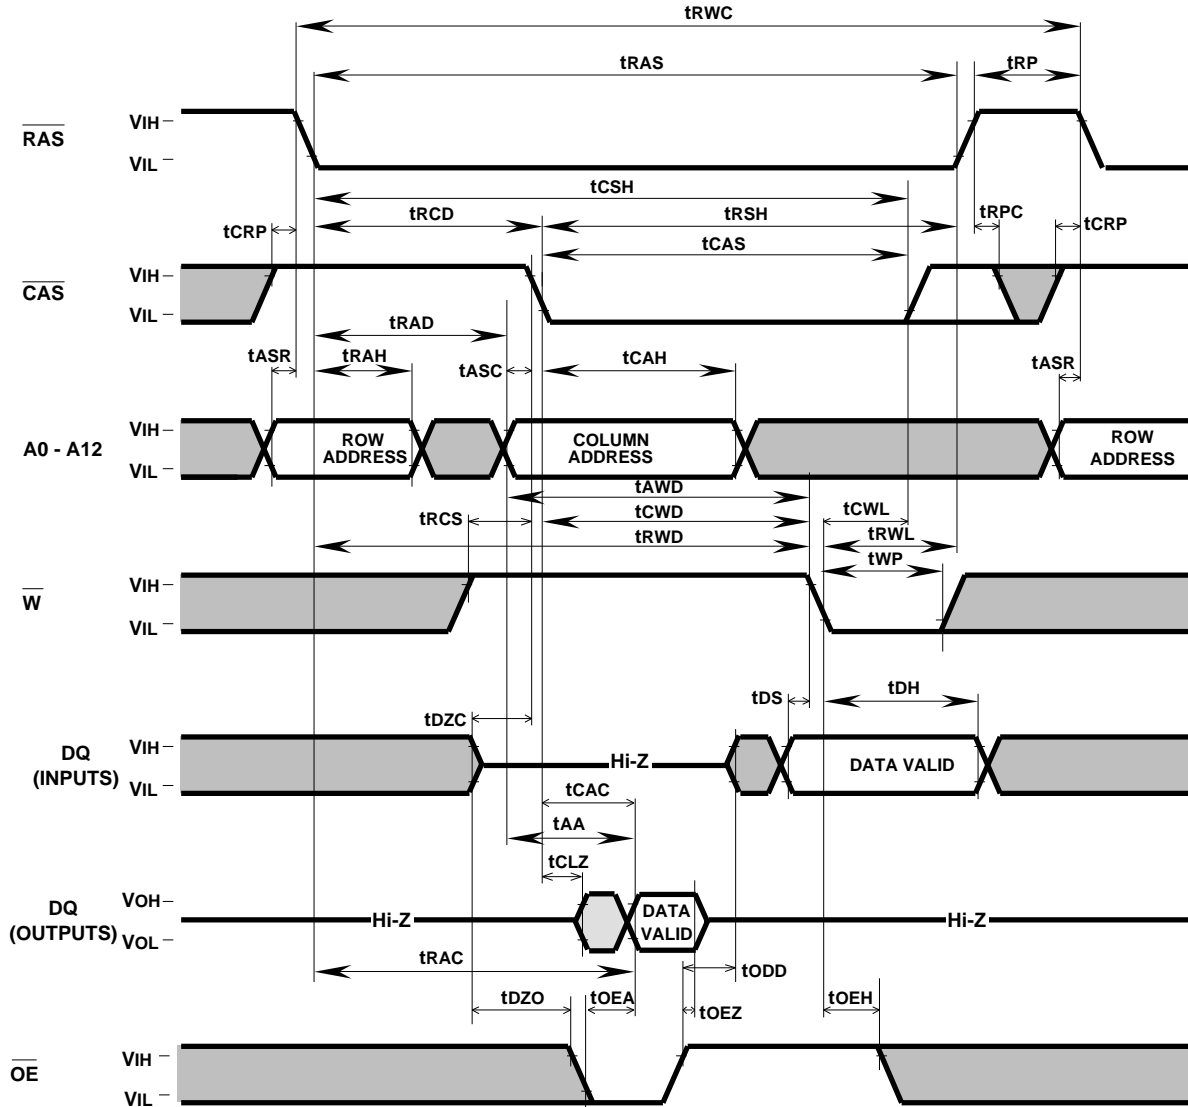 tRWC
tRAS
tRP
RAS
VIH
VIL
tCSH
tRCD
tRSH
tCRP
tRPC
tCRP
tCAS
CAS
VIH
VIL
tRAD
tASR
tRAH
tASC
tCAH
tASR
A0 - A12
VIH
VIL
ROW
ADDRESS
COLUMN
ADDRESS
ROW
ADDRESS
tAWD
tRCS
tCWD
tCWL
tRWD
tRWL
tWP
W
VIH
VIL
tDS
tDH
tDZC
DQ
(INPUTS)
VIH
VIL
Hi-Z
DATA VALID
tCAC
tAA
tCLZ
DQ
(OUTPUTS)
VOH
VOL
Hi-Z
DATA
VALID
Hi-Z
tRAC
tODD
tDZO
tOEA
tOEZ
tOEH
OE
VIH
VIL